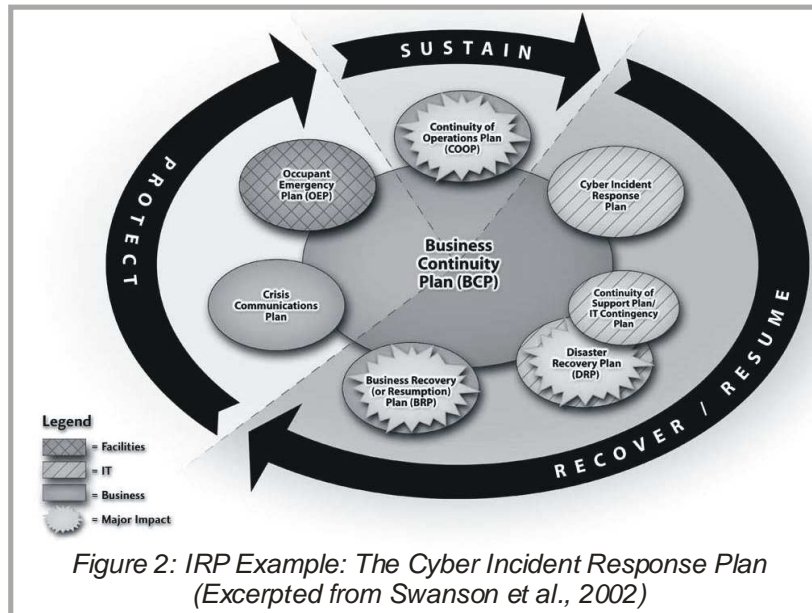 SUSTAIN
PROTECT
RECOVER / RESUME
Continuity of
Operations Plan
(COOP)
Occupant
Emergency
Plan (OEP)
Cyber Incident
Response
Plan
Business
Continuity
Plan (BCP)
Crisis
Communications
Plan
Continuity of
Support Plan/
IT Contingency
Plan
Disaster
Recovery Plan
(DRP)
Business Recovery
(or Resumption)
Plan (BRP)
Legend
= Facilities
= IT
= Business
= Major Impact
Figure 2: IRP Example: The Cyber Incident Response Plan
(Excerpted from Swanson et al., 2002)